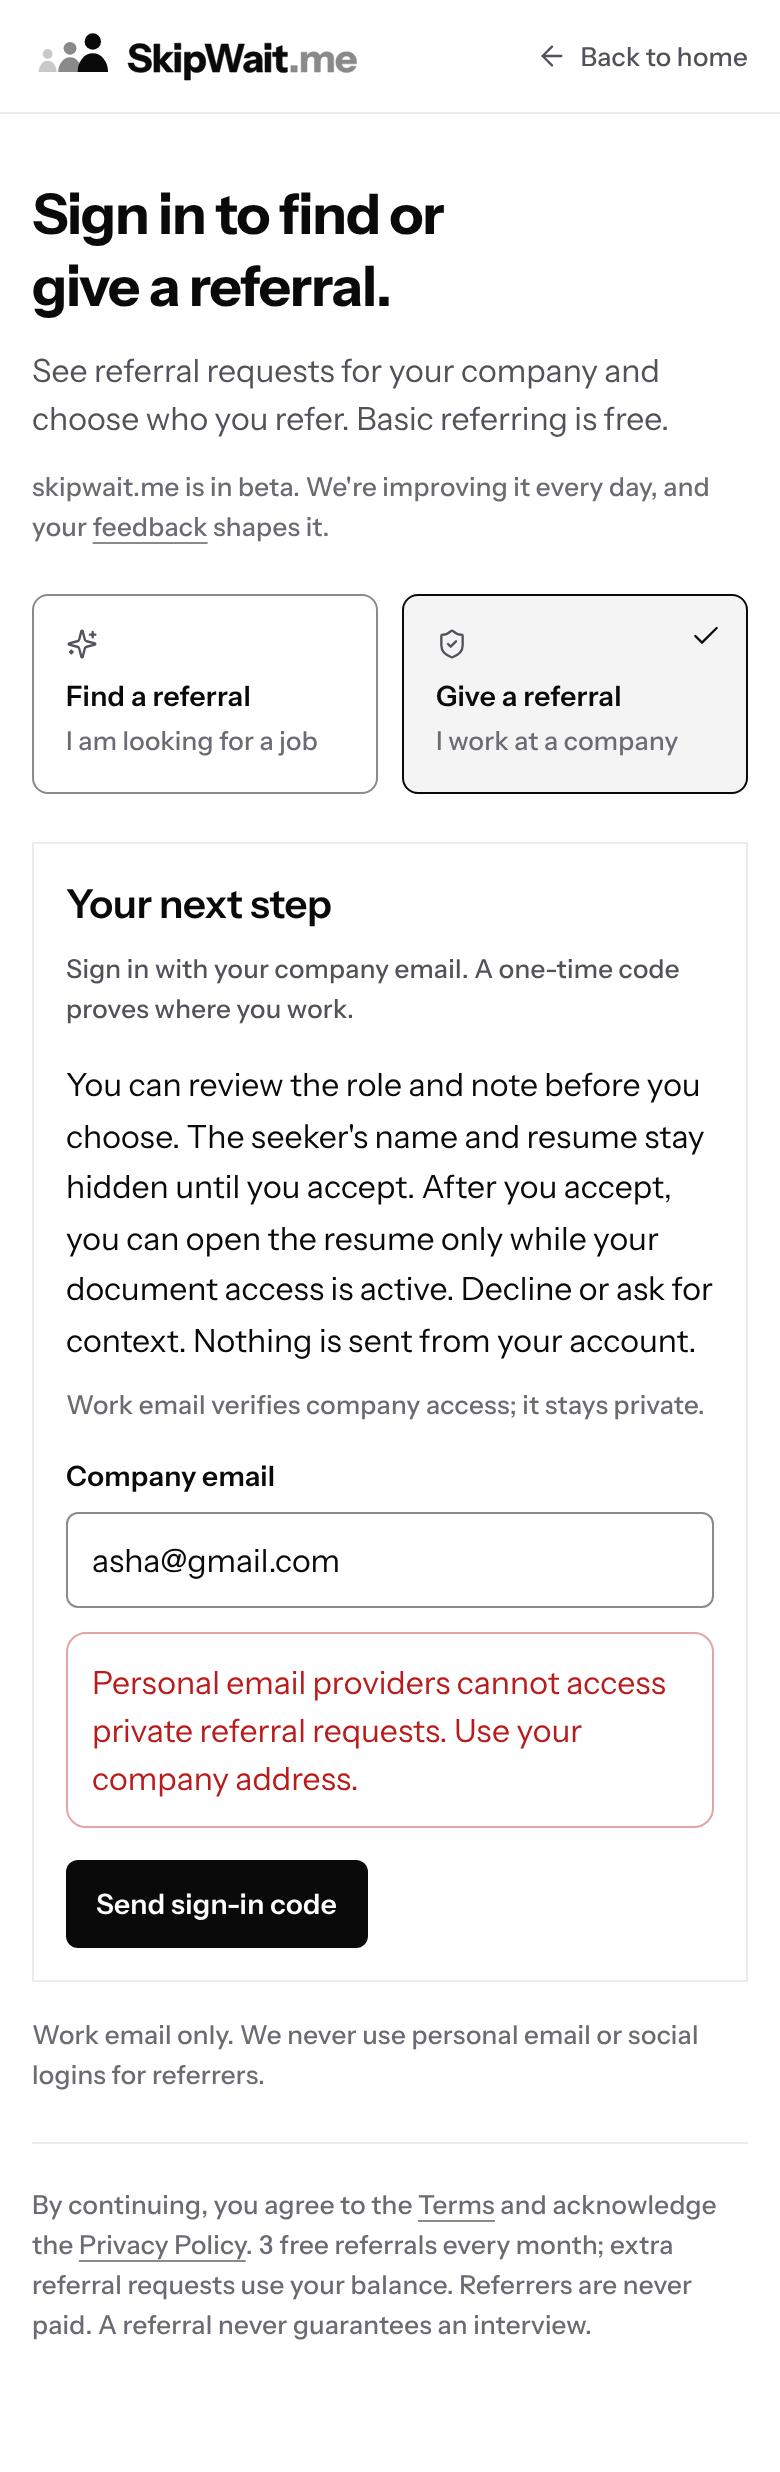 SkipWait.me
Back to home
Sign in to find or
give a referral.
See referral requests for your company and
choose who you refer. Basic referring is free.
skipwait.me is in beta. We're improving it every day, and
your feedback shapes it.
Find a referral
I am looking for a job
Give a referral
I work at a company
Your next step
Sign in with your company email. A one-time code
proves where you work.
You can review the role and note before you
choose. The seeker's name and resume stay
hidden until you accept. After you accept,
you can open the resume only while your
document access is active. Decline or ask for
context. Nothing is sent from your account.
Work email verifies company access; it stays private.
Company email
asha@gmail.com
Personal email providers cannot access
private referral requests. Use your
company address.
Send sign-in code
Work email only. We never use personal email or social
logins for referrers.
By continuing, you agree to the Terms and acknowledge
the Privacy Policy. 3 free referrals every month; extra
referral requests use your balance. Referrers are never
paid. A referral never guarantees an interview.